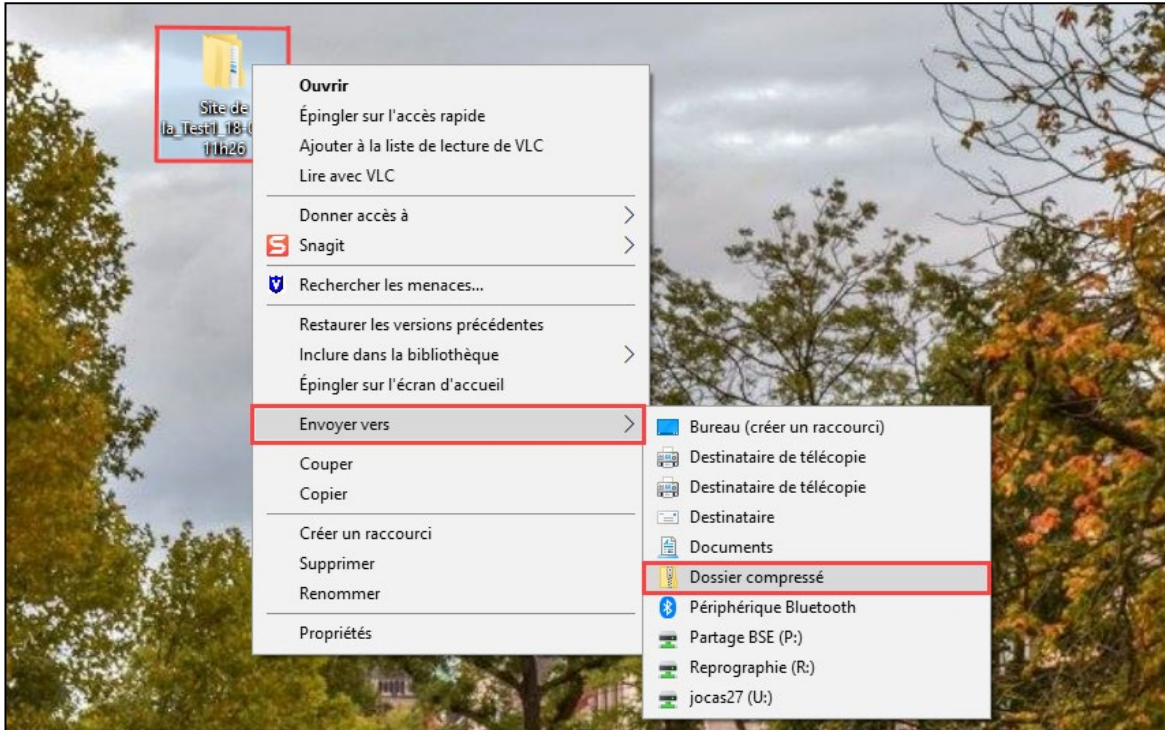 Site de
la_Test1_18-
11h26
Ouvrir
Épingler sur l'accès rapide
Ajouter à la liste de lecture de VLC
Lire avec VLC
Donner accès à
Snagit
Rechercher les menaces...
Restaurer les versions précédentes
Inclure dans la bibliothèque
Épingler sur l'écran d'accueil
Envoyer vers
Couper
Copier
Créer un raccourci
Supprimer
Renommer
Propriétés
Bureau (créer un raccourci)
Destinataire de télécopie
Destinataire de télécopie
Destinataire
Documents
Dossier compressé
Périphérique Bluetooth
Partage BSE (P:)
Reprographie (R:)
jocas27 (U:)